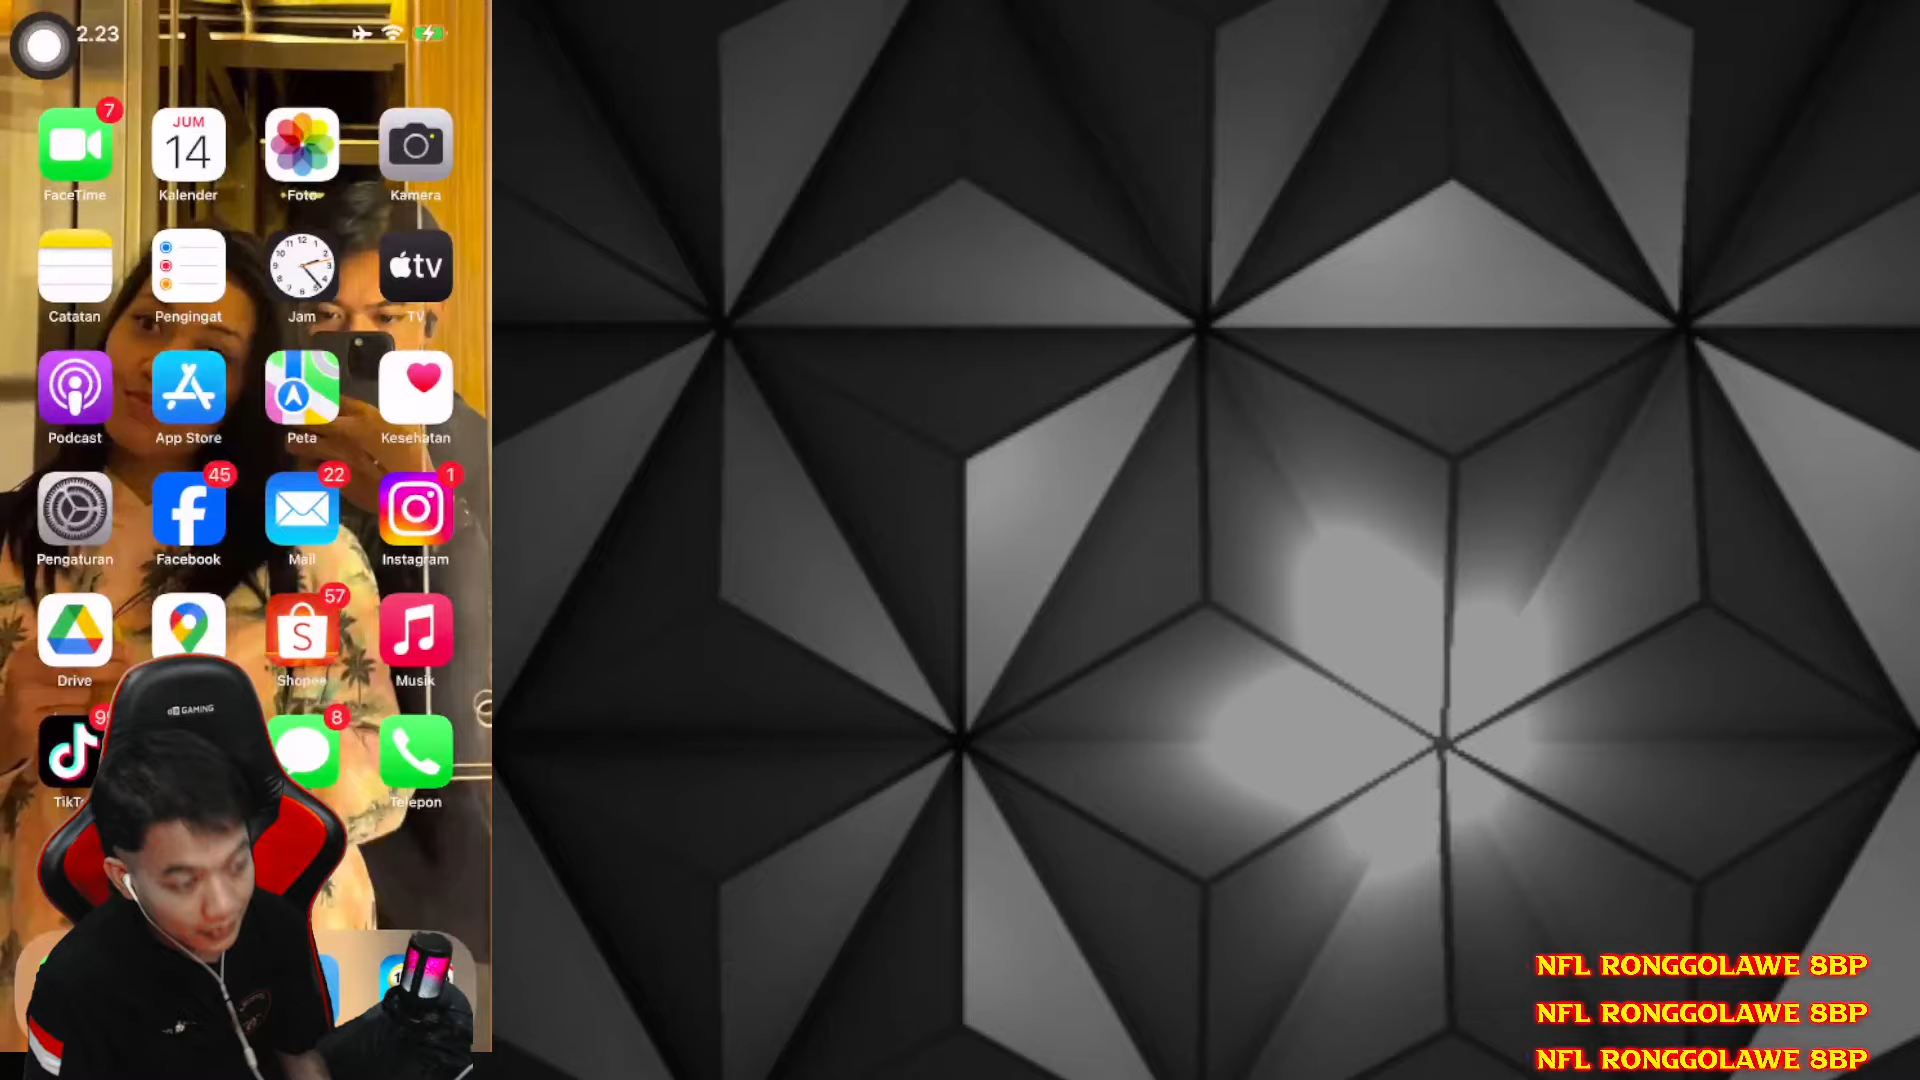 2.23
7
JUM
14
FaceTime
Kalender
Foto
Kamera
12
tv
Catatan
Pengingat
Jam
TV
Podcast
App Store
Peta
Kesehatan
45
22
1
Pengaturan
Facebook
Mail
Instagram
57
S
Drive
Shopee
Musik
GAMING
8
TikT
Telepon
NFL RONGGOLAWE 8BP
NFL RONGGOLAWE 8BP
NFL RONGGOLAWE 8BP